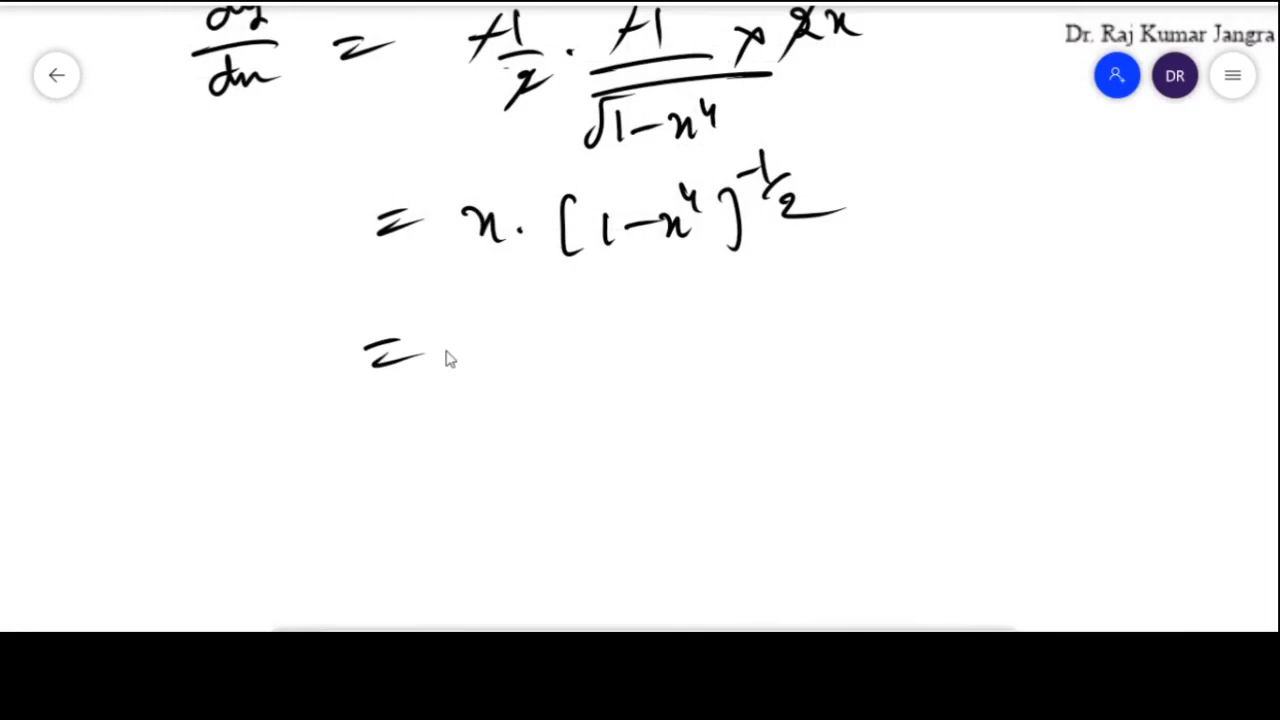 Dr. Raj Kumar Jangra
DR
dy/dx = -1/2 · -1/√1-x⁴ × 2x
= x · [1-x⁴]^-1/2
=